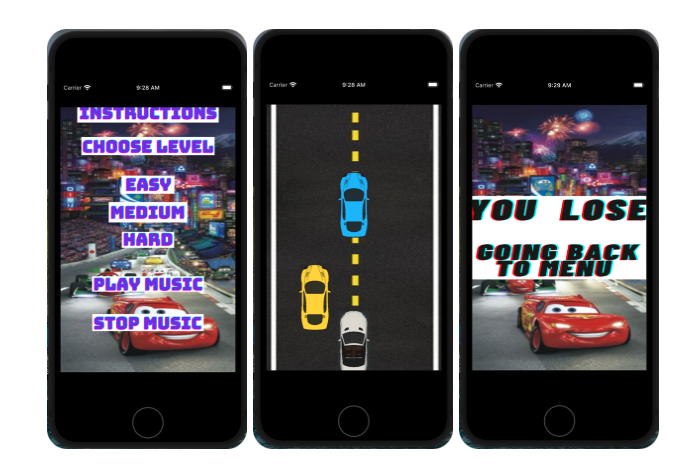 Carrier
9:28 AM
INSTRUCTIONS
CHOOSE LEVEL
EASY
MEDIUM
HARD
PLAY MUSIC
STOP MUSIC
Carrier
9:28 AM
Carrier
9:29 AM
YOU LOSE
GOING BACK
TO MENU